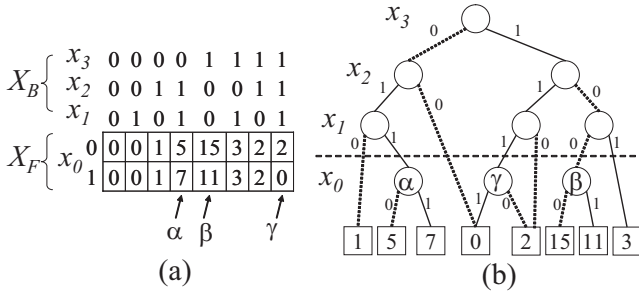 x3 0 0 0 0 1 1 1 1
XB x2 0 0 1 1 0 0 1 1
x1 0 1 0 1 0 1 0 1
XF x0 0 0 0 1 5 15 3 2 2
1 0 0 1 7 11 3 2 0
α β γ
(a)
x3
0 1
x2
1 0 1 0
x1
0 1 0 1 0 1
x0 α γ β
0 1 1 0 0 1
1 5 7 0 2 15 11 3
(b)